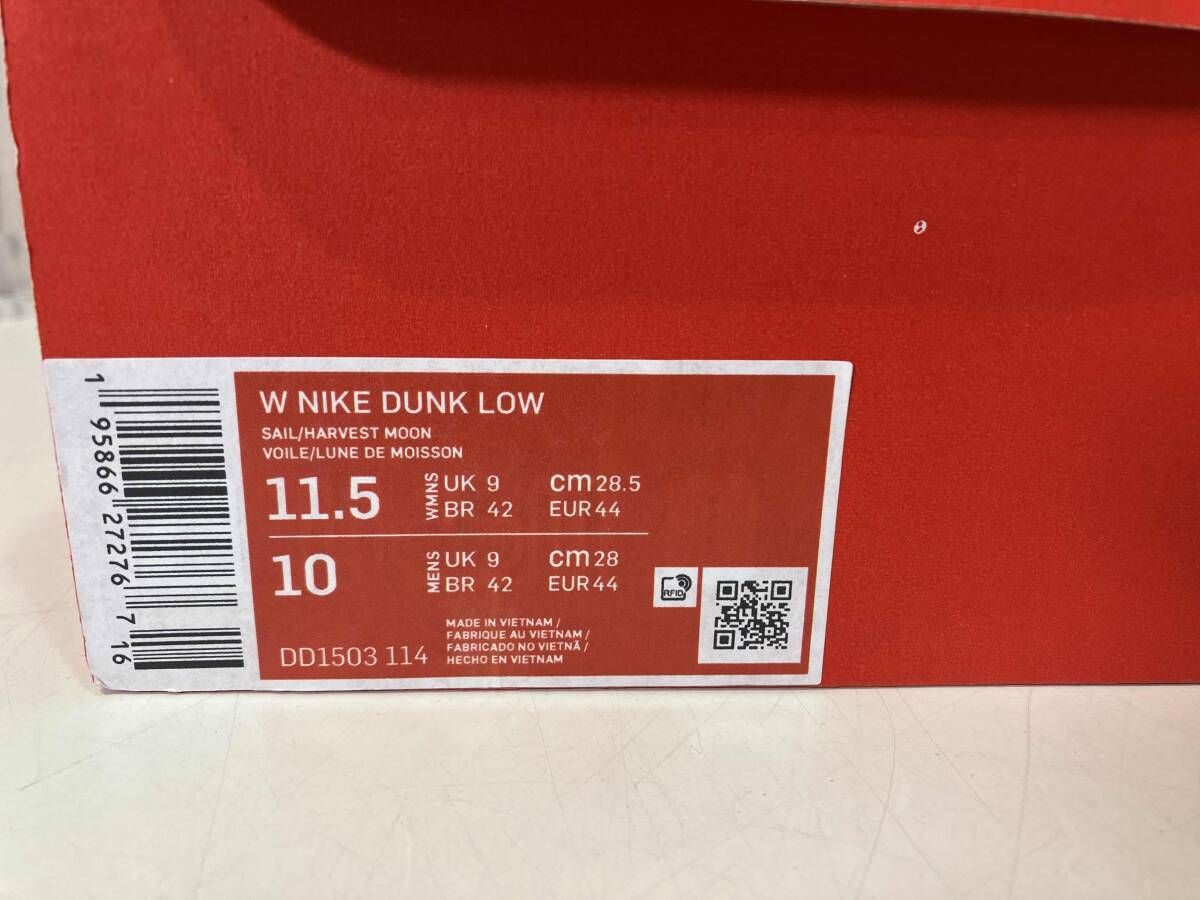 W NIKE DUNK LOW
SAIL/HARVEST MOON
VOILE/LUNE DE MOISSON
11.5 WMNS UK 9 cm 28.5
BR 42 EUR 44
10 MENS UK 9 cm 28
BR 42 EUR 44
RFID
MADE IN VIETNAM /
FABRIQUE AU VIETNAM /
FABRICADO NO VIETNÃ /
HECHO EN VIETNAM
DD1503 114
1 95866 27276 7 16